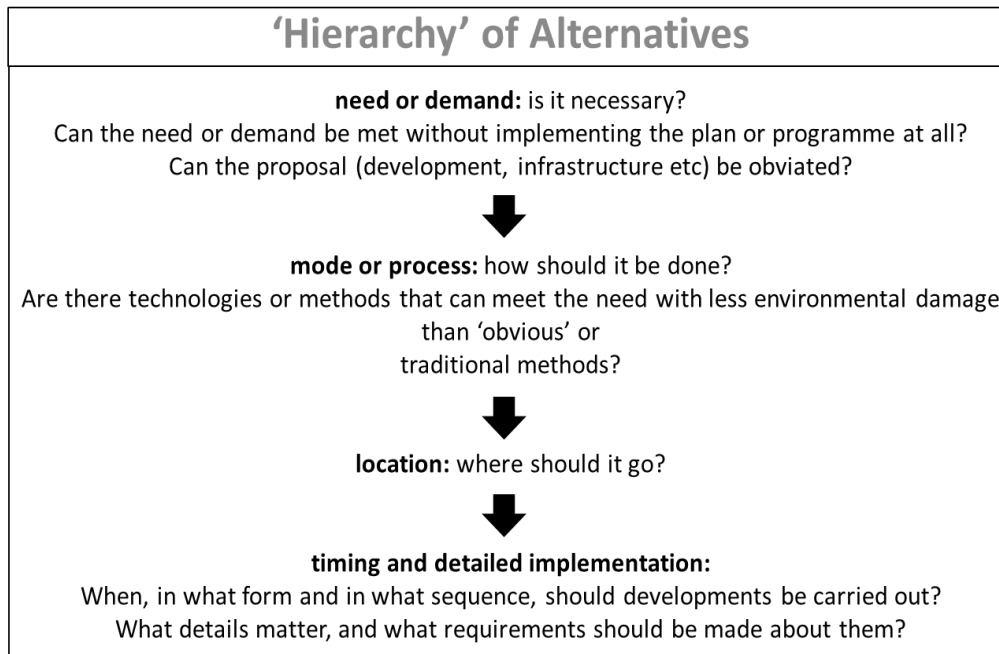 ‘Hierarchy’ of Alternatives
need or demand: is it necessary?
Can the need or demand be met without implementing the plan or programme at all?
Can the proposal (development, infrastructure etc) be obviated?
mode or process: how should it be done?
Are there technologies or methods that can meet the need with less environmental damage
than ‘obvious’ or
traditional methods?
location: where should it go?
timing and detailed implementation:
When, in what form and in what sequence, should developments be carried out?
What details matter, and what requirements should be made about them?